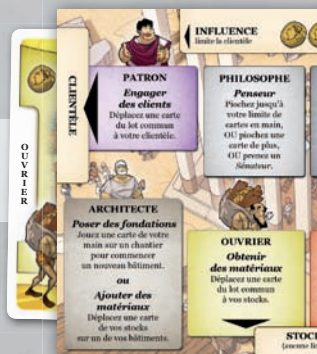 INFLUENCE
limite la clientèle
CLIENTÈLE
PATRON
Engager
des clients
Déplacez une carte
du lot commun
à votre clientèle.
PHILOSOPHE
Penseur
Piochez jusqu'à
votre limite de
cartes en main,
OU piochez une
carte de plus,
OU prenez un
Sénateur.
OUVRIER
ARCHITECTE
Poser des fondations
Jouez une carte de votre
main sur un chantier
pour commencer
un nouveau bâtiment.
ou
Ajouter des
matériaux
Déplacez une carte
de vos stocks
sur un de vos bâtiments.
OUVRIER
Obtenir
des matériaux
Déplacez une carte
du lot commun
à vos stocks.
STOC
(aucune li